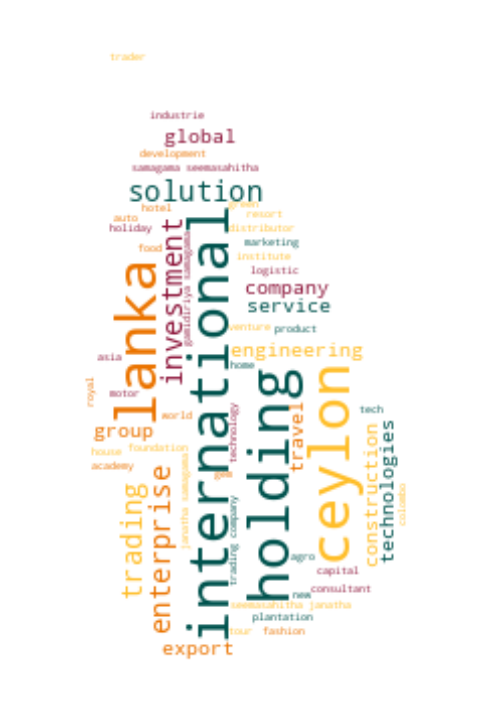 trader
industrie
global
development
samagama seemasahitha
solution
hotel
green
auto
resort
holiday
distributor
food
marketing
institute
logistic
investment
gamidiriya samagama
international
lanka
company
service
venture
product
engineering
asia
home
royal
motor
holding
ceylon
world
group
travel
technology
tech
house
foundation
academy
gem
construction
technologies
colombo
trading
enterprise
janatha samagama
trading company
agro
capital
consultant
new
seemasahitha janatha
plantation
tour
fashion
export